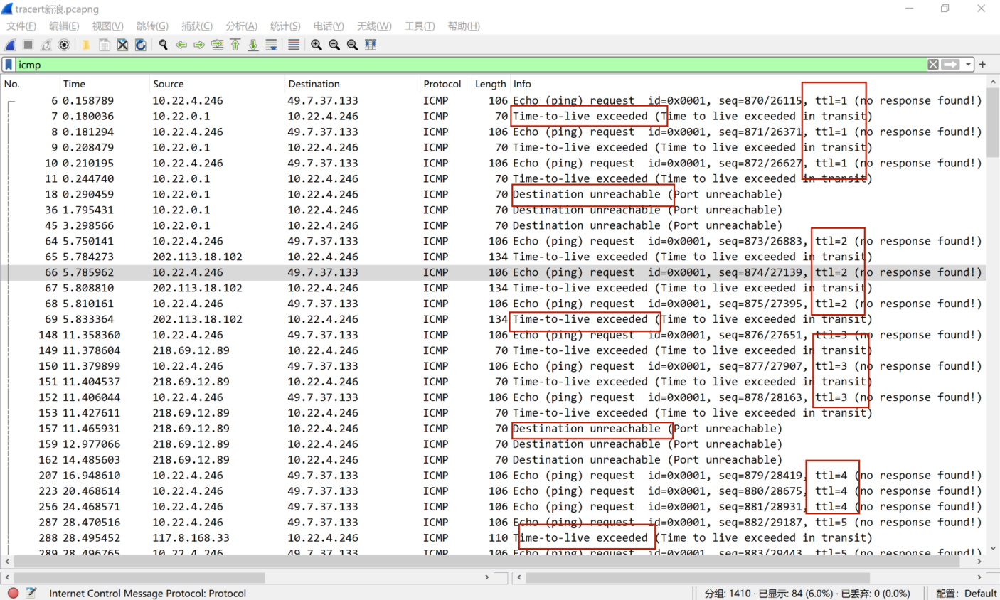 tracert新浪.pcapng
文件(F) 编辑(E) 视图(V) 跳转(G) 捕获(C) 分析(A) 统计(S) 电话(Y) 无线(W) 工具(T) 帮助(H)
icmp
No. Time Source Destination Protocol Length Info
6 0.158789 10.22.4.246 49.7.37.133 ICMP 106 Echo (ping) request id=0x0001, seq=870/26115, ttl=1 (no response found!)
7 0.180036 10.22.0.1 10.22.4.246 ICMP 70 Time-to-live exceeded (Time to live exceeded in transit)
8 0.181294 10.22.4.246 49.7.37.133 ICMP 106 Echo (ping) request id=0x0001, seq=871/26371, ttl=1 (no response found!)
9 0.208479 10.22.0.1 10.22.4.246 ICMP 70 Time-to-live exceeded (Time to live exceeded in transit)
10 0.210195 10.22.4.246 49.7.37.133 ICMP 106 Echo (ping) request id=0x0001, seq=872/26627, ttl=1 (no response found!)
11 0.244740 10.22.0.1 10.22.4.246 ICMP 70 Time-to-live exceeded (Time to live exceeded in transit)
18 0.290459 10.22.0.1 10.22.4.246 ICMP 70 Destination unreachable (Port unreachable)
36 1.795431 10.22.0.1 10.22.4.246 ICMP 70 Destination unreachable (Port unreachable)
45 3.298566 10.22.0.1 10.22.4.246 ICMP 70 Destination unreachable (Port unreachable)
64 5.750141 10.22.4.246 49.7.37.133 ICMP 106 Echo (ping) request id=0x0001, seq=873/26883, ttl=2 (no response found!)
65 5.784273 202.113.18.102 10.22.4.246 ICMP 134 Time-to-live exceeded (Time to live exceeded in transit)
66 5.785962 10.22.4.246 49.7.37.133 ICMP 106 Echo (ping) request id=0x0001, seq=874/27139, ttl=2 (no response found!)
67 5.808810 202.113.18.102 10.22.4.246 ICMP 134 Time-to-live exceeded (Time to live exceeded in transit)
68 5.810161 10.22.4.246 49.7.37.133 ICMP 106 Echo (ping) request id=0x0001, seq=875/27395, ttl=2 (no response found!)
69 5.833364 202.113.18.102 10.22.4.246 ICMP 134 Time-to-live exceeded (Time to live exceeded in transit)
148 11.358360 10.22.4.246 49.7.37.133 ICMP 106 Echo (ping) request id=0x0001, seq=876/27651, ttl=3 (no response found!)
149 11.378604 218.69.12.89 10.22.4.246 ICMP 70 Time-to-live exceeded (Time to live exceeded in transit)
150 11.379899 10.22.4.246 49.7.37.133 ICMP 106 Echo (ping) request id=0x0001, seq=877/27907, ttl=3 (no response found!)
151 11.404537 218.69.12.89 10.22.4.246 ICMP 70 Time-to-live exceeded (Time to live exceeded in transit)
152 11.406044 10.22.4.246 49.7.37.133 ICMP 106 Echo (ping) request id=0x0001, seq=878/28163, ttl=3 (no response found!)
153 11.427611 218.69.12.89 10.22.4.246 ICMP 70 Time-to-live exceeded (Time to live exceeded in transit)
157 11.465931 218.69.12.89 10.22.4.246 ICMP 70 Destination unreachable (Port unreachable)
159 12.977066 218.69.12.89 10.22.4.246 ICMP 70 Destination unreachable (Port unreachable)
162 14.485603 218.69.12.89 10.22.4.246 ICMP 70 Destination unreachable (Port unreachable)
207 16.948610 10.22.4.246 49.7.37.133 ICMP 106 Echo (ping) request id=0x0001, seq=879/28419, ttl=4 (no response found!)
223 20.468614 10.22.4.246 49.7.37.133 ICMP 106 Echo (ping) request id=0x0001, seq=880/28675, ttl=4 (no response found!)
256 24.468571 10.22.4.246 49.7.37.133 ICMP 106 Echo (ping) request id=0x0001, seq=881/28931, ttl=4 (no response found!)
287 28.470516 10.22.4.246 49.7.37.133 ICMP 106 Echo (ping) request id=0x0001, seq=882/29187, ttl=5 (no response found!)
288 28.495452 117.8.168.33 10.22.4.246 ICMP 110 Time-to-live exceeded (Time to live exceeded in transit)
289 28.496765 10.22.4.246 49.7.37.133 ICMP 106 Echo (ping) request id=0x0001, seq=883/29443, ttl=5 (no response found!)
Internet Control Message Protocol: Protocol 分组: 1410 · 已显示: 84 (6.0%) · 已丢弃: 0 (0.0%) 配置: Default